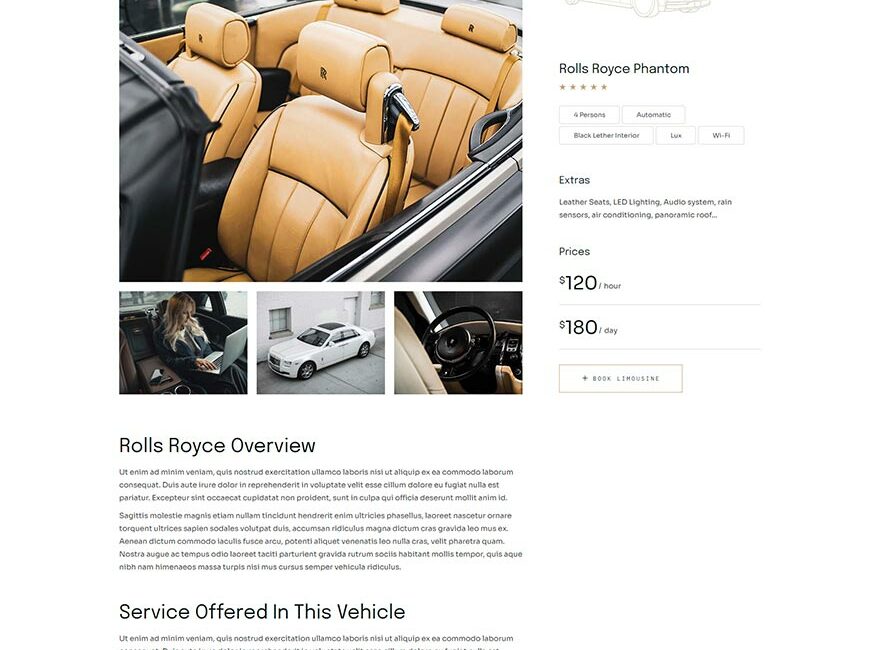 Rolls Royce Phantom
4 Persons
Automatic
Black Lether Interior
Lux
Wi-Fi
Extras
Leather Seats, LED Lighting, Audio system, rain
sensors, air conditioning, panoramic roof...
Prices
$120 / hour
$180 / day
+ BOOK LIMOUSINE
Rolls Royce Overview
Ut enim ad minim veniam, quis nostrud exercitation ullamco laboris nisi ut aliquip ex ea commodo laborum
consequat. Duis aute irure dolor in reprehenderit in voluptate velit esse cillum dolore eu fugiat nulla est
pariatur. Excepteur sint occaecat cupidatat non proident, sunt in culpa qui officia deserunt mollit anim id.
Sagittis molestie magnis etiam nullam tincidunt hendrerit enim ultricies phasellus, laoreet nascetur ornare
torquent ultrices sapien sodales volutpat duis, accumsan ridiculus magna dictum cras gravida leo mus ex.
Aenean dictum commodo iaculis fusce arcu, potenti aliquet venenatis leo nulla cras, velit pharetra quam.
Nostra augue ac tempus odio laoreet taciti parturient gravida rutrum sociis habitant mollis tempor, quis aque
nibh nam himenaeos massa turpis nisi mus cursus semper vehicula ridiculus.
Service Offered In This Vehicle
Ut enim ad minim veniam, quis nostrud exercitation ullamco laboris nisi ut aliquip ex ea commodo laborum